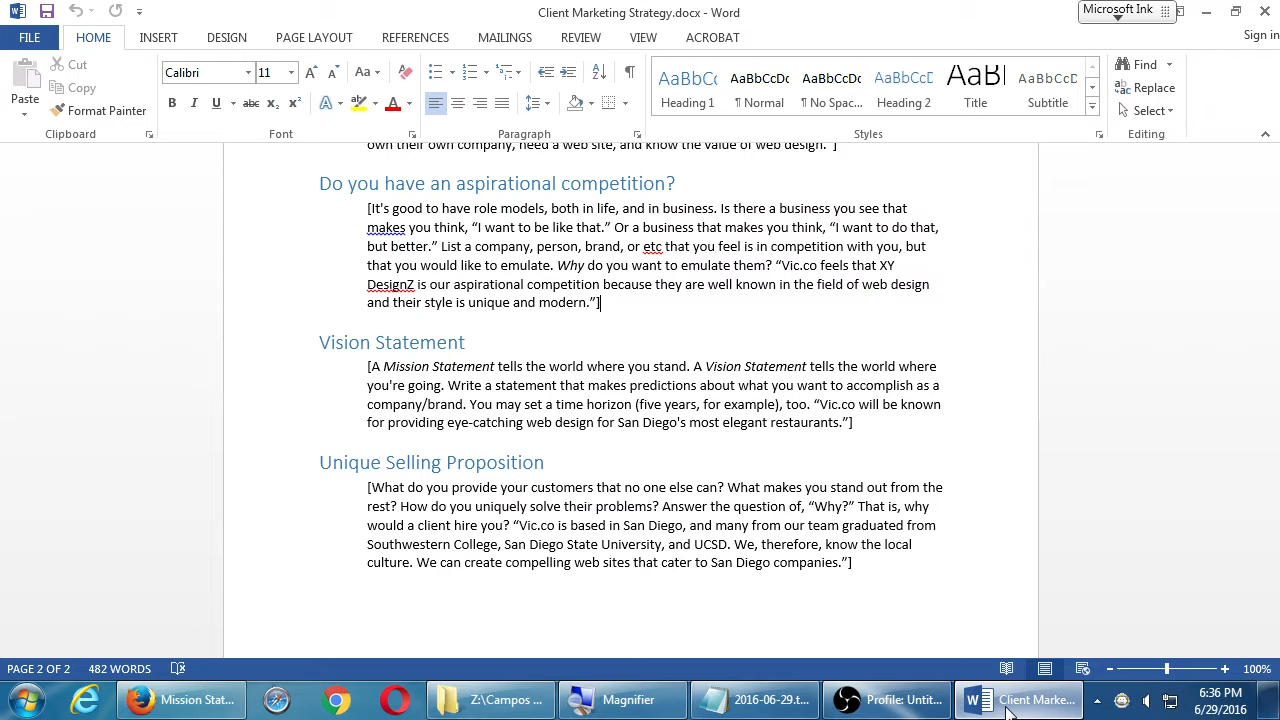 Client Marketing Strategy.docx - Word
Microsoft Ink
FILE HOME INSERT DESIGN PAGE LAYOUT REFERENCES MAILINGS REVIEW VIEW ACROBAT
Sign in
Paste
Cut
Copy
Format Painter
Clipboard
Calibri 11
Font
Paragraph
AaBbCc AaBbCcDc AaBbCcDc AaBbCcD AaB AaBbCcD
Heading 1 ¶ Normal ¶ No Spac... Heading 2 Title Subtitle
Styles
Find
Replace
Select
Editing
own their own company, need a web site, and know the value of web design.”]
Do you have an aspirational competition?
[It's good to have role models, both in life, and in business. Is there a business you see that
makes you think, “I want to be like that.” Or a business that makes you think, “I want to do that,
but better.” List a company, person, brand, or etc that you feel is in competition with you, but
that you would like to emulate. Why do you want to emulate them? “Vic.co feels that XY
DesignZ is our aspirational competition because they are well known in the field of web design
and their style is unique and modern.”]
Vision Statement
[A Mission Statement tells the world where you stand. A Vision Statement tells the world where
you're going. Write a statement that makes predictions about what you want to accomplish as a
company/brand. You may set a time horizon (five years, for example), too. “Vic.co will be known
for providing eye-catching web design for San Diego's most elegant restaurants.”]
Unique Selling Proposition
[What do you provide your customers that no one else can? What makes you stand out from the
rest? How do you uniquely solve their problems? Answer the question of, “Why?” That is, why
would a client hire you? “Vic.co is based in San Diego, and many from our team graduated from
Southwestern College, San Diego State University, and UCSD. We, therefore, know the local
culture. We can create compelling web sites that cater to San Diego companies.”]
PAGE 2 OF 2 482 WORDS 100%
Mission Stat... Z:\Campos ... Magnifier 2016-06-29.t... Profile: Untit... Client Marke...
6:36 PM
6/29/2016